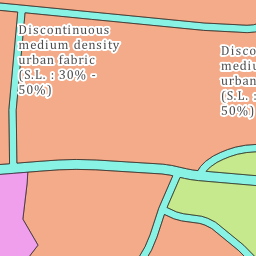 Discontinuous
medium density
urban fabric
(S.L. : 30% -
50%)
Disco
mediu
urban
(S.L. :
50%)